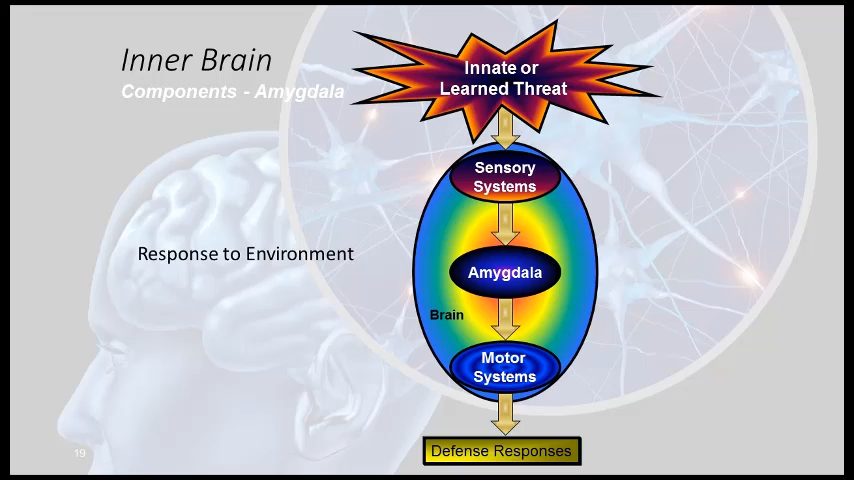 Inner Brain
Components - Amygdala
Innate or
Learned Threat
Sensory
Systems
Response to Environment
Amygdala
Brain
Motor
Systems
Defense Responses
19